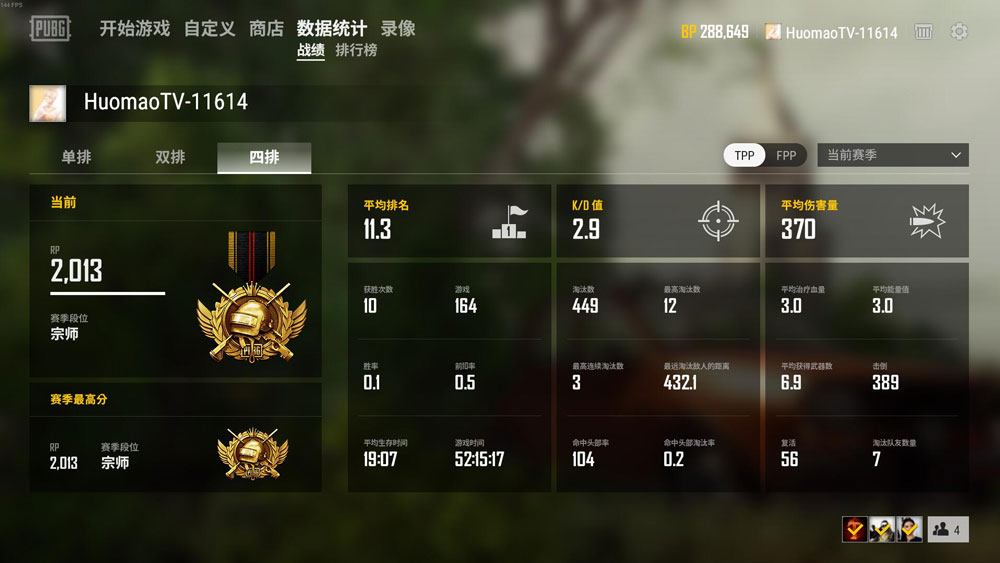 144 FPS
PUBG 开始游戏 自定义 商店 数据统计 录像
BP 288,649 HuomaoTV-11614
战绩 排行榜
HuomaoTV-11614
单排 双排 四排
TPP FPP 当前赛季
当前
RP
2,013
赛季段位
宗师
赛季最高分
RP 赛季段位
2,013 宗师
平均排名
11.3
K/D 值
2.9
平均伤害量
370
获胜次数 游戏
10 164
胜率 前10率
0.1 0.5
平均生存时间 游戏时间
19:07 52:15:17
淘汰数 最高淘汰数
449 12
最高连续淘汰数 最远淘汰敌人的距离
3 432.1
命中头部率 命中头部淘汰率
104 0.2
平均治疗血量 平均能量值
3.0 3.0
平均获得武器数 击倒
6.9 389
复活 淘汰队友数量
56 7
4